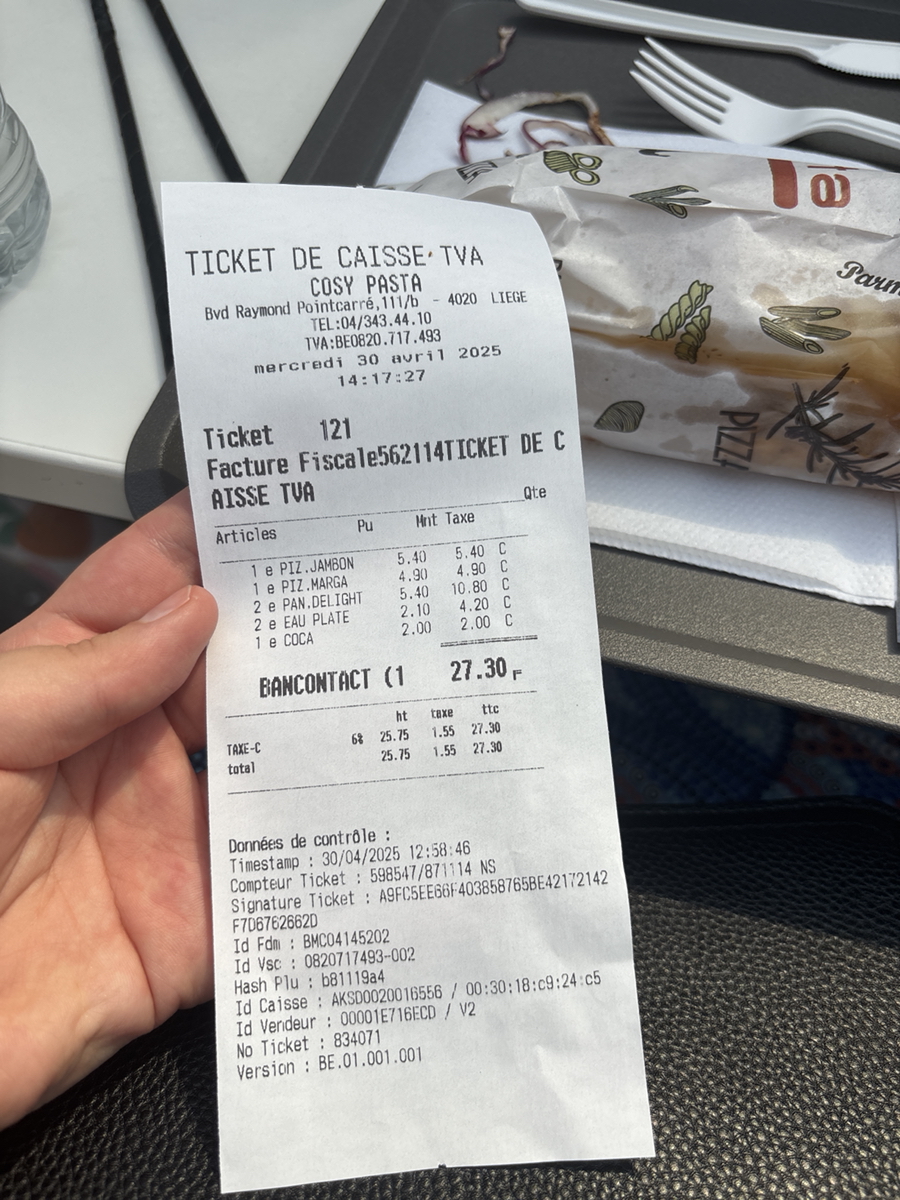 TICKET DE CAISSE TVA
COSY PASTA
Bvd Raymond Pointcarré,111/b - 4020 LIEGE
TEL:04/343.44.10
TVA:BE0820.717.493
mercredi 30 avril 2025
14:17:27
Ticket 121
Facture Fiscale562114TICKET DE C
AISSE TVA
Qte
Articles Pu Mnt Taxe
1 e PIZ.JAMBON 5.40 5.40 C
1 e PIZ.MARGA 4.90 4.90 C
2 e PAN.DELIGHT 5.40 10.80 C
2 e EAU PLATE 2.10 4.20 C
1 e COCA 2.00 2.00 C
BANCONTACT (1 27.30 F
ht taxe ttc
TAXE-C 6% 25.75 1.55 27.30
total 25.75 1.55 27.30
Données de contrôle :
Timestamp : 30/04/2025 12:58:46
Compteur Ticket : 598547/871114 NS
Signature Ticket : A9FC5EE66F403858765BE42172142
F7D6762662D
Id Fdm : BMC04145202
Id Vsc : 0820717493-002
Hash Plu : b81119a4
Id Caisse : AKSD0020016556 / 00:30:18:c9:24:c5
Id Vendeur : 00001E716ECD / V2
No Ticket : 834071
Version : BE.01.001.001
Parm
PIZZA